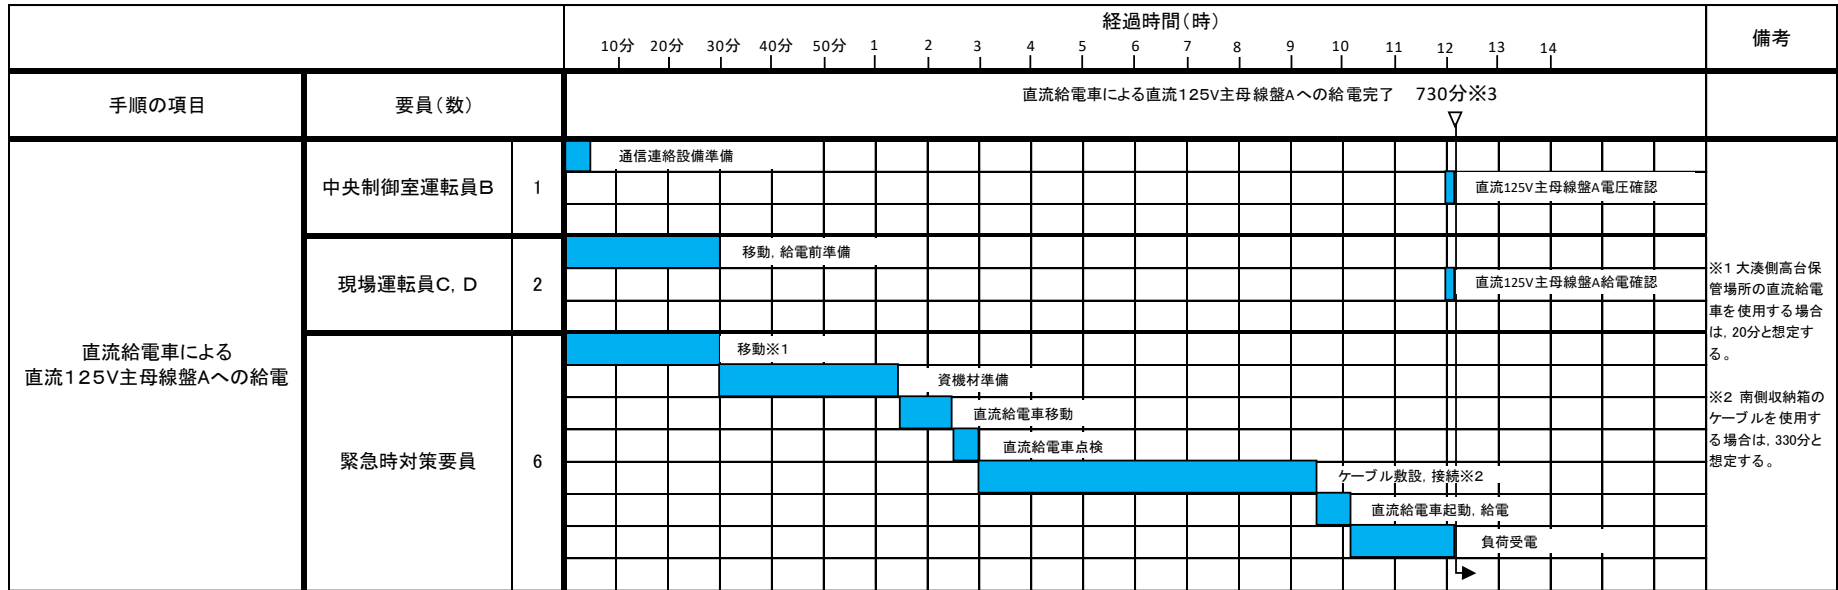 経過時間(時)
10分 20分 30分 40分 50分 1 2 3 4 5 6 7 8 9 10 11 12 13 14
備考
手順の項目
要員(数)
直流給電車による直流125V主母線盤Aへの給電完了 730分※3
直流給電車による
直流125V主母線盤Aへの給電
中央制御室運転員B
1
通信連絡設備準備
直流125V主母線盤A電圧確認
現場運転員C, D
2
移動, 給電前準備
直流125V主母線盤A給電確認
緊急時対策要員
6
移動※1
資機材準備
直流給電車移動
直流給電車点検
ケーブル敷設, 接続※2
直流給電車起動, 給電
負荷受電
※1 大湊側高台保
管場所の直流給電
車を使用する場合
は, 20分と想定す
る。
※2 南側収納箱の
ケーブルを使用す
る場合は, 330分と
想定する。